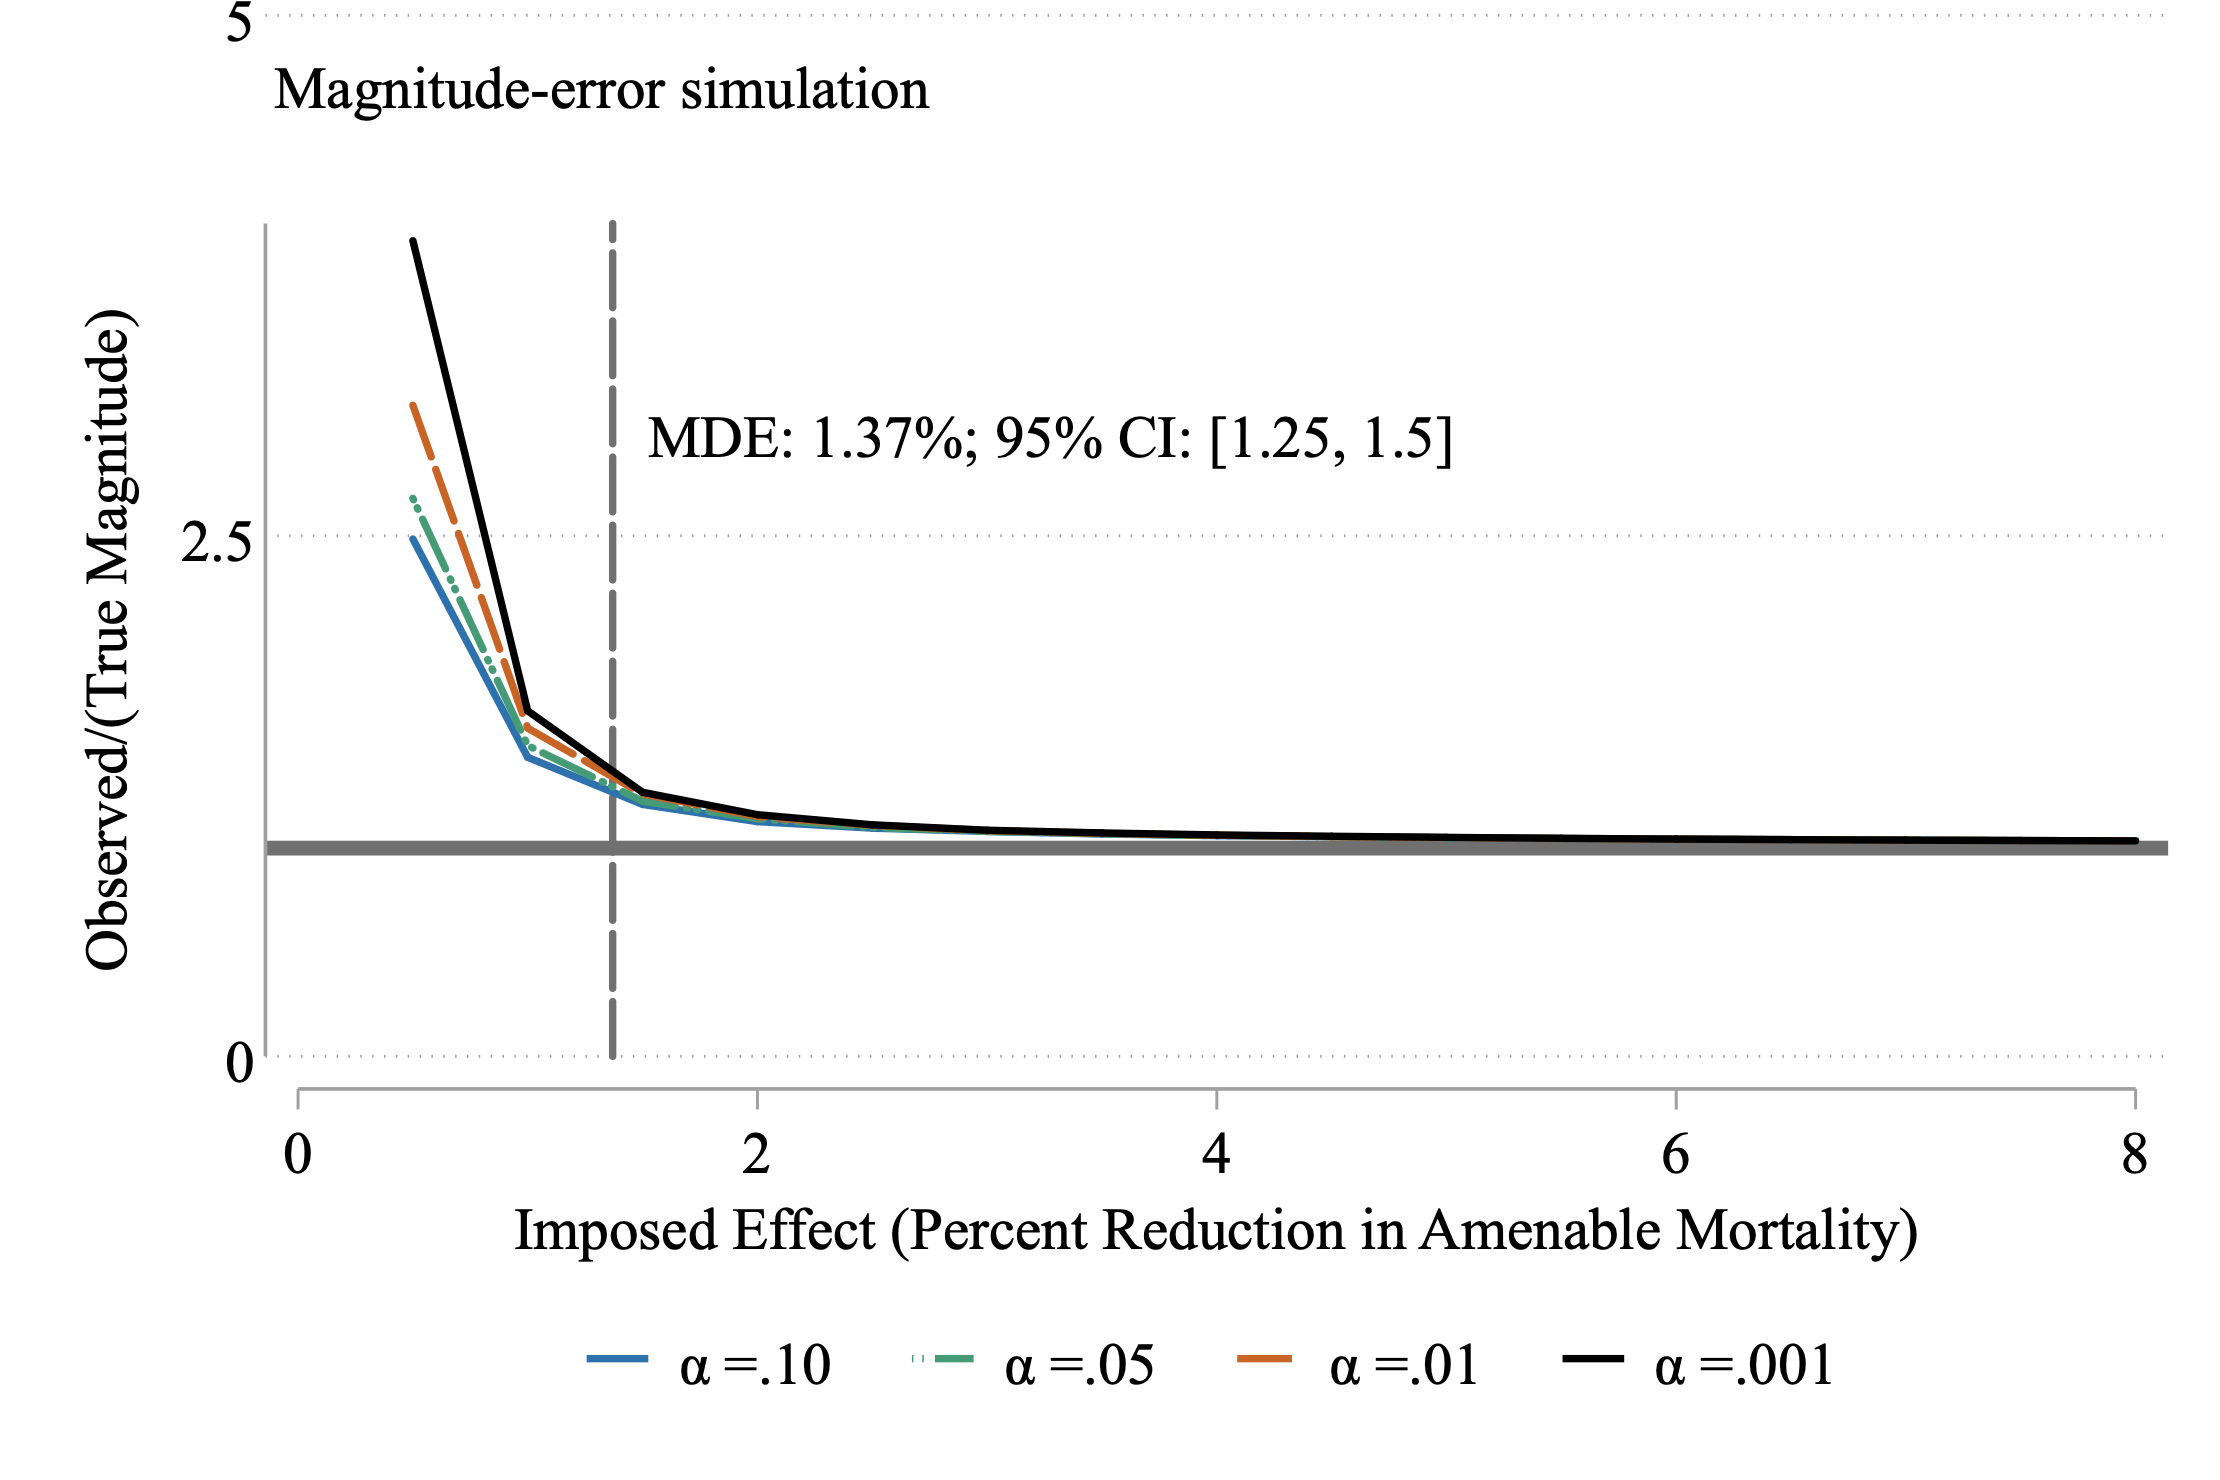 5
Magnitude-error simulation
Observed/(True Magnitude)
MDE: 1.37%; 95% CI: [1.25, 1.5]
2.5
0
0 2 4 6 8
Imposed Effect (Percent Reduction in Amenable Mortality)
α =.10 α =.05 α =.01 α =.001